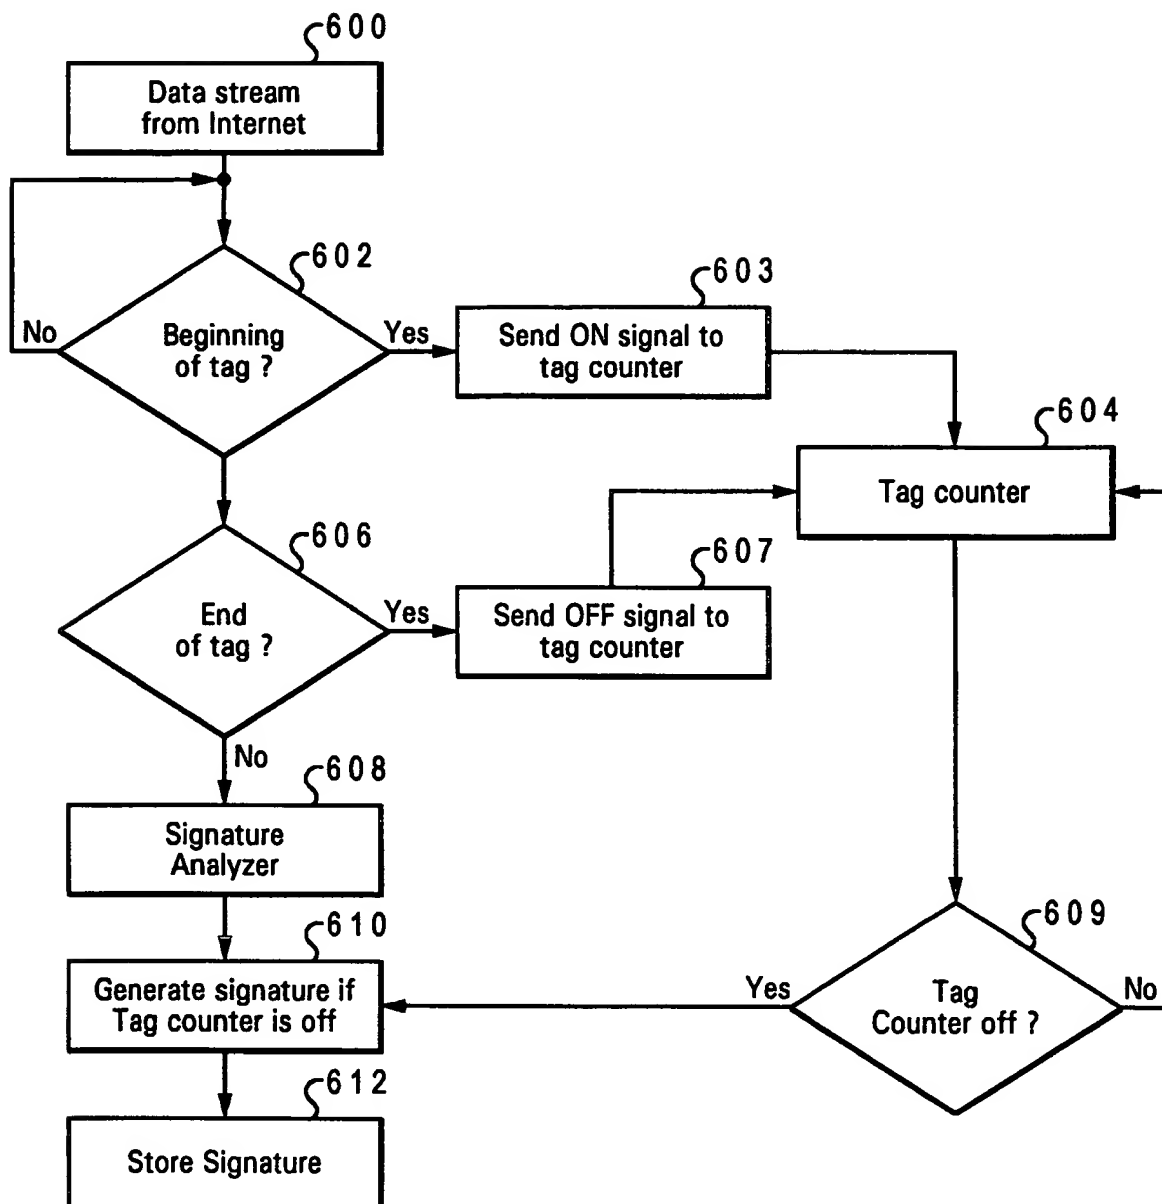 600
Data stream
from Internet
602
Beginning
of tag ?
No
Yes
603
Send ON signal to
tag counter
604
Tag counter
606
End
of tag ?
Yes
No
607
Send OFF signal to
tag counter
608
Signature
Analyzer
609
Tag
Counter off ?
Yes
No
610
Generate signature if
Tag counter is off
612
Store Signature